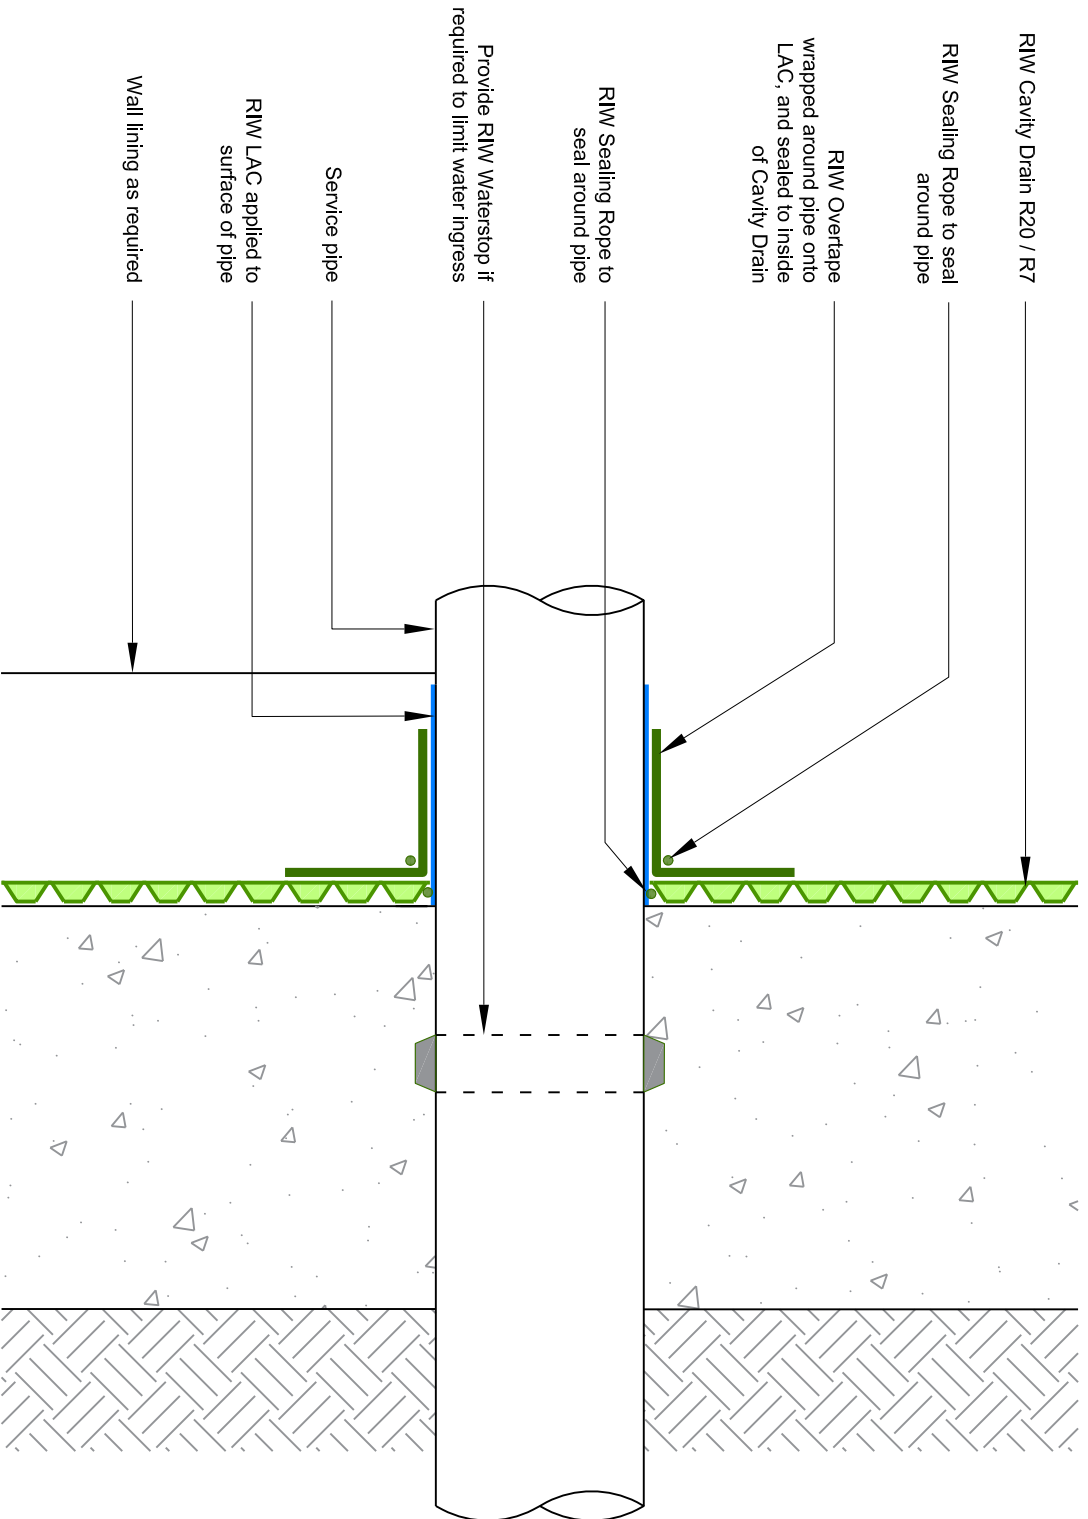 RIW Cavity Drain R20 / R7
RIW Sealing Rope to seal
around pipe
RIW Overtape
wrapped around pipe onto
LAC, and sealed to inside
of Cavity Drain
RIW Sealing Rope to
seal around pipe
Provide RIW Waterstop if
required to limit water ingress
Service pipe
RIW LAC applied to
surface of pipe
Wall lining as required